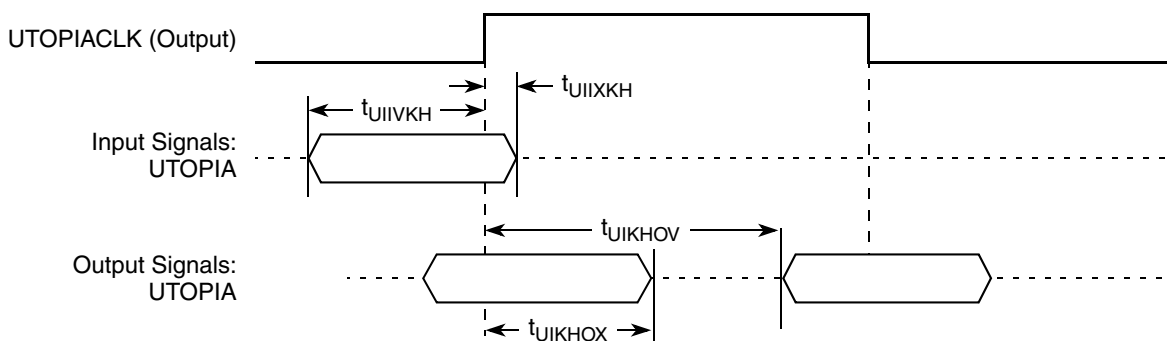 UTOPIACLK (Output)
tUIIXKH
tUIIVKH
Input Signals:
UTOPIA
tUIKHOV
Output Signals:
UTOPIA
tUIKHOX